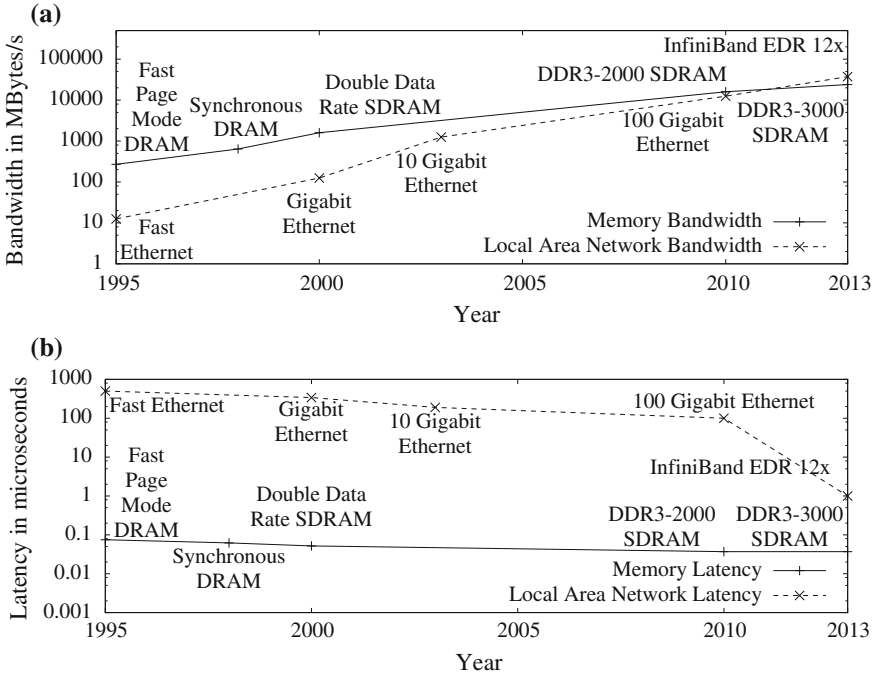 (a)
Bandwidth in MBytes/s
100000
10000
1000
100
10
1
Fast
Page
Mode
DRAM
Synchronous
DRAM
Double Data
Rate SDRAM
InfiniBand EDR 12x
DDR3-2000 SDRAM
DDR3-3000
SDRAM
100 Gigabit
Ethernet
10 Gigabit
Ethernet
Gigabit
Ethernet
Fast
Ethernet
Memory Bandwidth
Local Area Network Bandwidth
1995
2000
2005
2010
2013
Year
(b)
Latency in microseconds
1000
100
10
1
0.1
0.01
0.001
Fast Ethernet
Gigabit
Ethernet
10 Gigabit
Ethernet
100 Gigabit Ethernet
InfiniBand EDR 12x
Fast
Page
Mode
DRAM
Synchronous
DRAM
Double Data
Rate SDRAM
DDR3-2000
SDRAM
DDR3-3000
SDRAM
Memory Latency
Local Area Network Latency
1995
2000
2005
2010
2013
Year